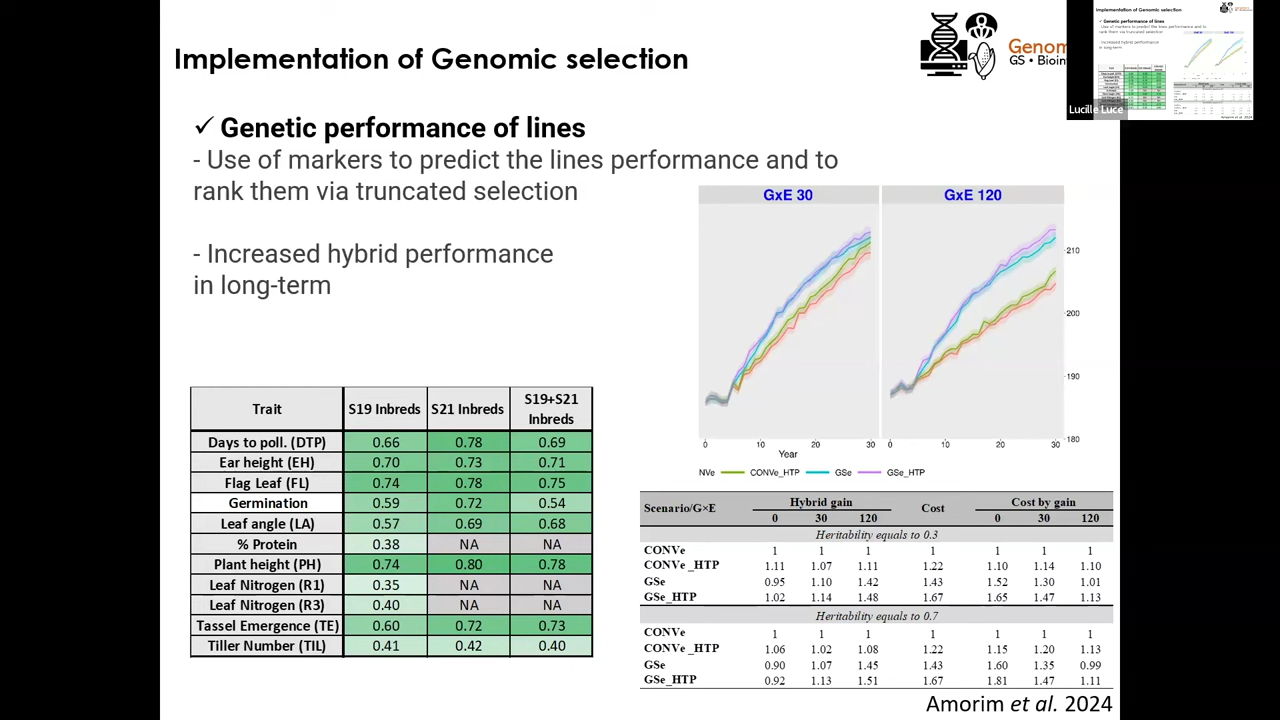 Implementation of Genomic selection
Genom
GS • Bioin
Implementation of Genomic selection
Lucille Luce
Amorim et al. 2024
✓ Genetic performance of lines
- Use of markers to predict the lines performance and to
rank them via truncated selection
- Increased hybrid performance
in long-term
GxE 30 GxE 120
210
200
190
180
0 10 20 30 0 10 20 30
Year
NVe CONVe_HTP GSe GSe_HTP
Trait S19 Inbreds S21 Inbreds S19+S21 Inbreds
Days to poll. (DTP) 0.66 0.78 0.69
Ear height (EH) 0.70 0.73 0.71
Flag Leaf (FL) 0.74 0.78 0.75
Germination 0.59 0.72 0.54
Leaf angle (LA) 0.57 0.69 0.68
% Protein 0.38 NA NA
Plant height (PH) 0.74 0.80 0.78
Leaf Nitrogen (R1) 0.35 NA NA
Leaf Nitrogen (R3) 0.40 NA NA
Tassel Emergence (TE) 0.60 0.72 0.73
Tiller Number (TIL) 0.41 0.42 0.40
Scenario/G×E Hybrid gain Cost Cost by gain
0 30 120 0 30 120
Heritability equals to 0.3
CONVe 1 1 1 1 1 1 1
CONVe _HTP 1.11 1.07 1.11 1.22 1.10 1.14 1.10
GSe 0.95 1.10 1.42 1.43 1.52 1.30 1.01
GSe_HTP 1.02 1.14 1.48 1.67 1.65 1.47 1.13
Heritability equals to 0.7
CONVe 1 1 1 1 1 1 1
CONVe _HTP 1.06 1.02 1.08 1.22 1.15 1.20 1.13
GSe 0.90 1.07 1.45 1.43 1.60 1.35 0.99
GSe_HTP 0.92 1.13 1.51 1.67 1.81 1.47 1.11
Amorim et al. 2024